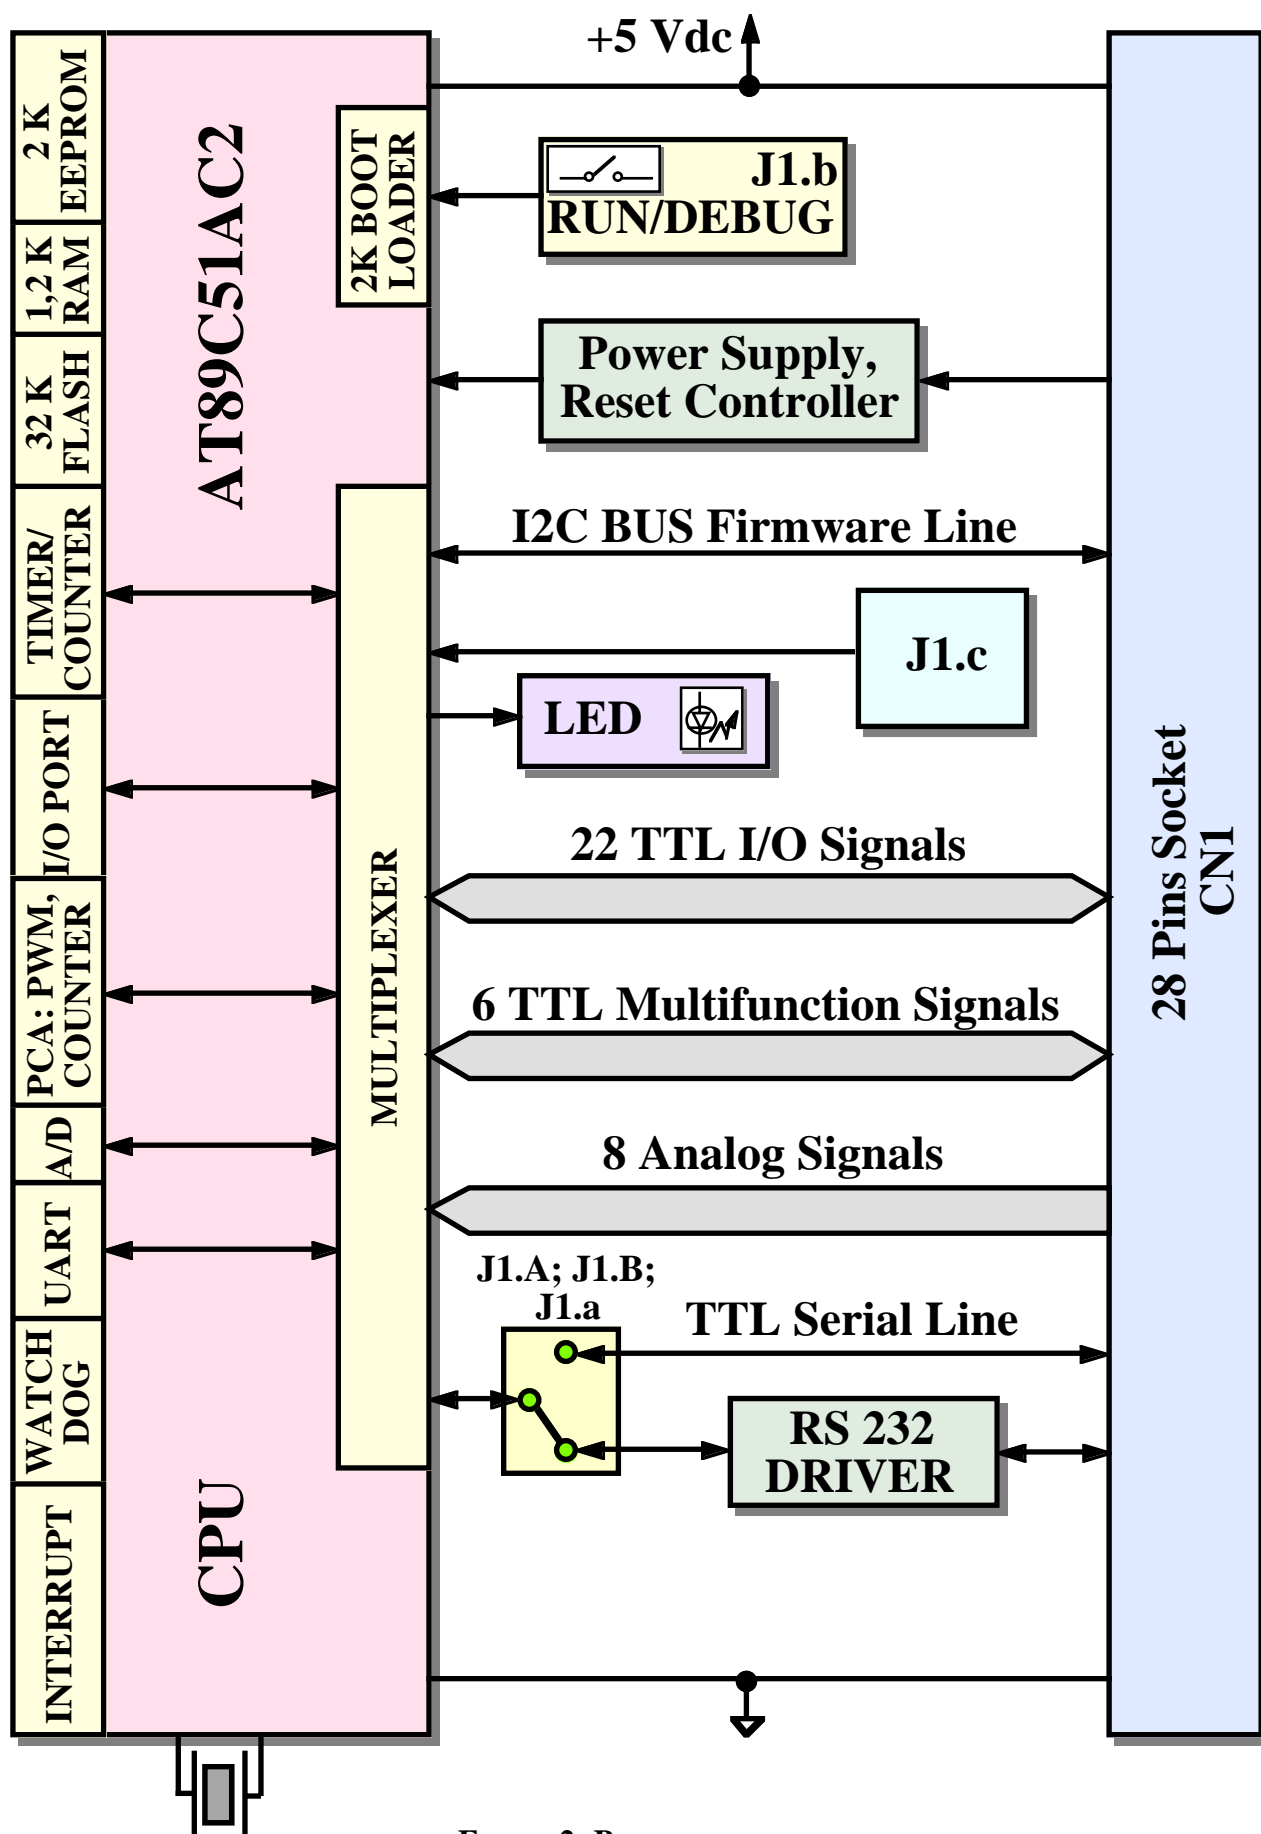 +5 Vdc
2 K
EEPROM
1,2 K
RAM
32 K
FLASH
TIMER/
COUNTER
I/O PORT
PCA: PWM,
COUNTER
A/D
UART
WATCH
DOG
INTERRUPT
AT89C51AC2
CPU
2K BOOT
LOADER
MULTIPLEXER
J1.b
RUN/DEBUG
Power Supply,
Reset Controller
I2C BUS Firmware Line
J1.c
LED
22 TTL I/O Signals
6 TTL Multifunction Signals
8 Analog Signals
J1.A; J1.B;
J1.a
TTL Serial Line
RS 232
DRIVER
28 Pins Socket
CN1